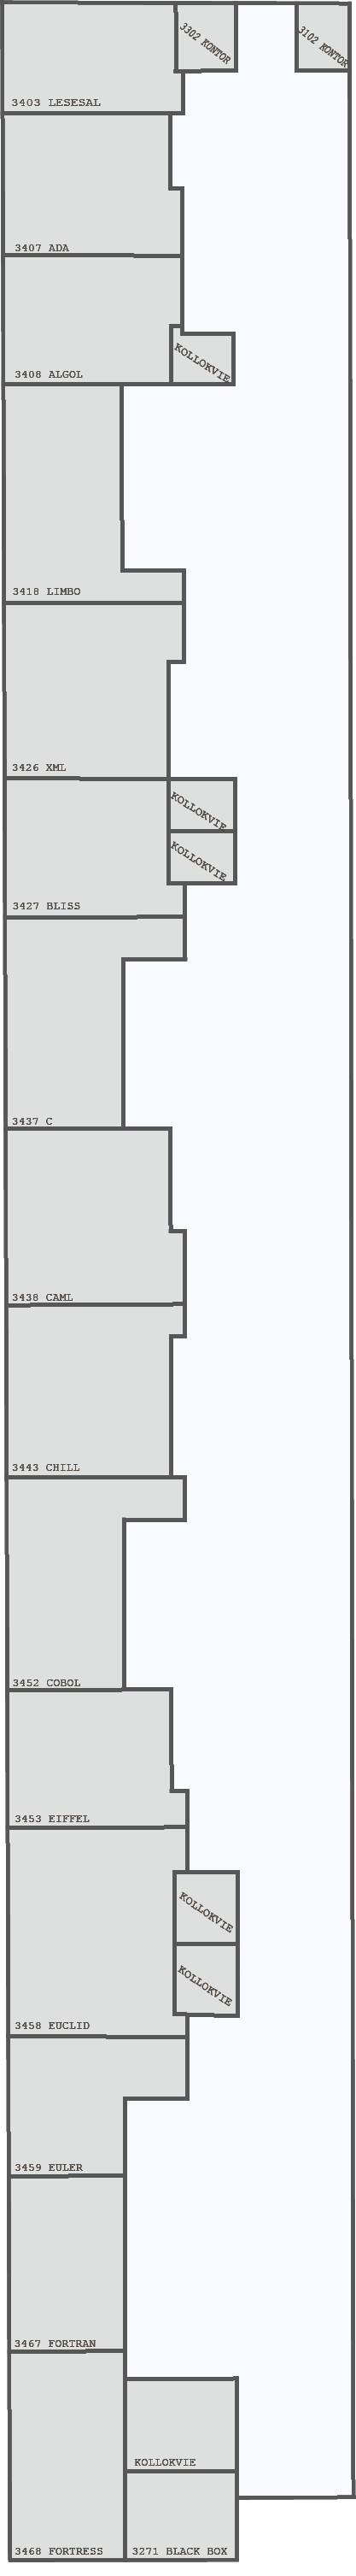 3302 KONTOR
3102 KONTOR
3403 LESESAL
3407 ADA
KOLLOKVIE
3408 ALGOL
3418 LIMBO
3426 XML
KOLLOKVIE
KOLLOKVIE
3427 BLISS
3437 C
3438 CAML
3443 CHILL
3452 COBOL
3453 EIFFEL
KOLLOKVIE
KOLLOKVIE
3458 EUCLID
3459 EULER
3467 FORTRAN
KOLLOKVIE
3468 FORTRESS
3271 BLACK BOX